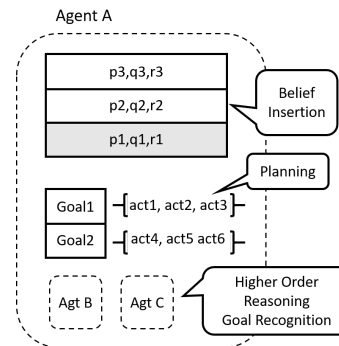 Agent A
p3,q3,r3
p2,q2,r2
p1,q1,r1
Belief
Insertion
Planning
Goal1
act1, act2, act3
Goal2
act4, act5 act6
Agt B
Agt C
Higher Order
Reasoning
Goal Recognition